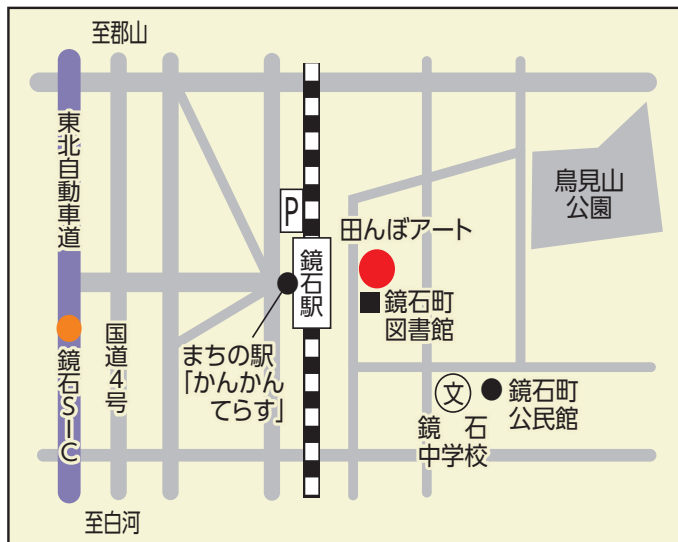 至郡山
東北自動車道
鳥見山
公園
P
田んぼアート
鏡石駅
鏡石町
図書館
国道4号
鏡石SIC
まちの駅
「かんかん
てらす」
文
鏡石町
公民館
鏡 石
中学校
至白河